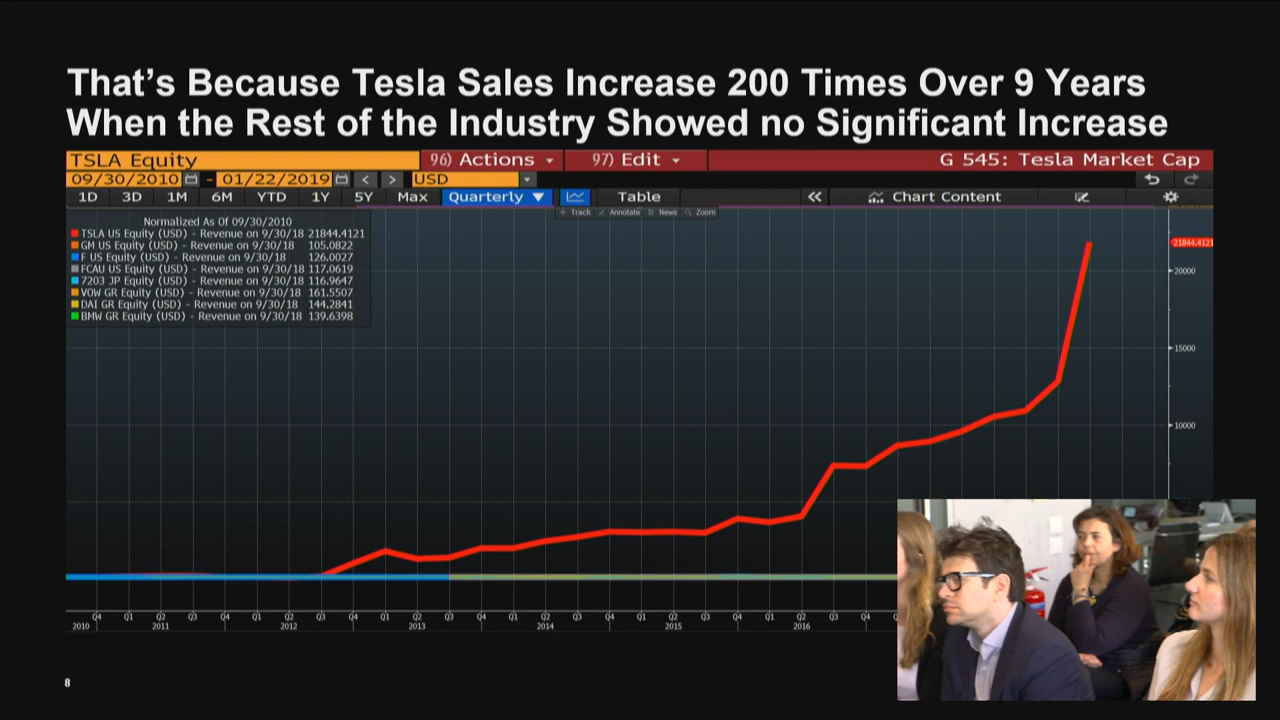 That's Because Tesla Sales Increase 200 Times Over 9 Years
When the Rest of the Industry Showed no Significant Increase
TSLA Equity 96) Actions 97) Edit G 545: Tesla Market Cap
09/30/2010 - 01/22/2019 < > USD
1D 3D 1M 6M YTD 1Y 5Y Max Quarterly ▼ Table « Chart Content
+ Track Annotate News Zoom
Normalized As Of 09/30/2010
TSLA US Equity (USD) - Revenue on 9/30/18 21844.4121
GM US Equity (USD) - Revenue on 9/30/18 105.0822
F US Equity (USD) - Revenue on 9/30/18 126.0027
FCAU US Equity (USD) - Revenue on 9/30/18 117.0619
7203 JP Equity (USD) - Revenue on 9/30/18 116.9647
VOW GR Equity (USD) - Revenue on 9/30/18 161.5507
DAI GR Equity (USD) - Revenue on 9/30/18 144.2841
BMW GR Equity (USD) - Revenue on 9/30/18 139.6398
21844.4121
20000
15000
10000
Q4 Q1 Q2 Q3 Q4 Q1 Q2 Q3 Q4 Q1 Q2 Q3 Q4 Q1 Q2 Q3 Q4 Q1 Q2 Q3 Q4 Q1 Q2 Q3 Q4
2010 2011 2012 2013 2014 2015 2016
8